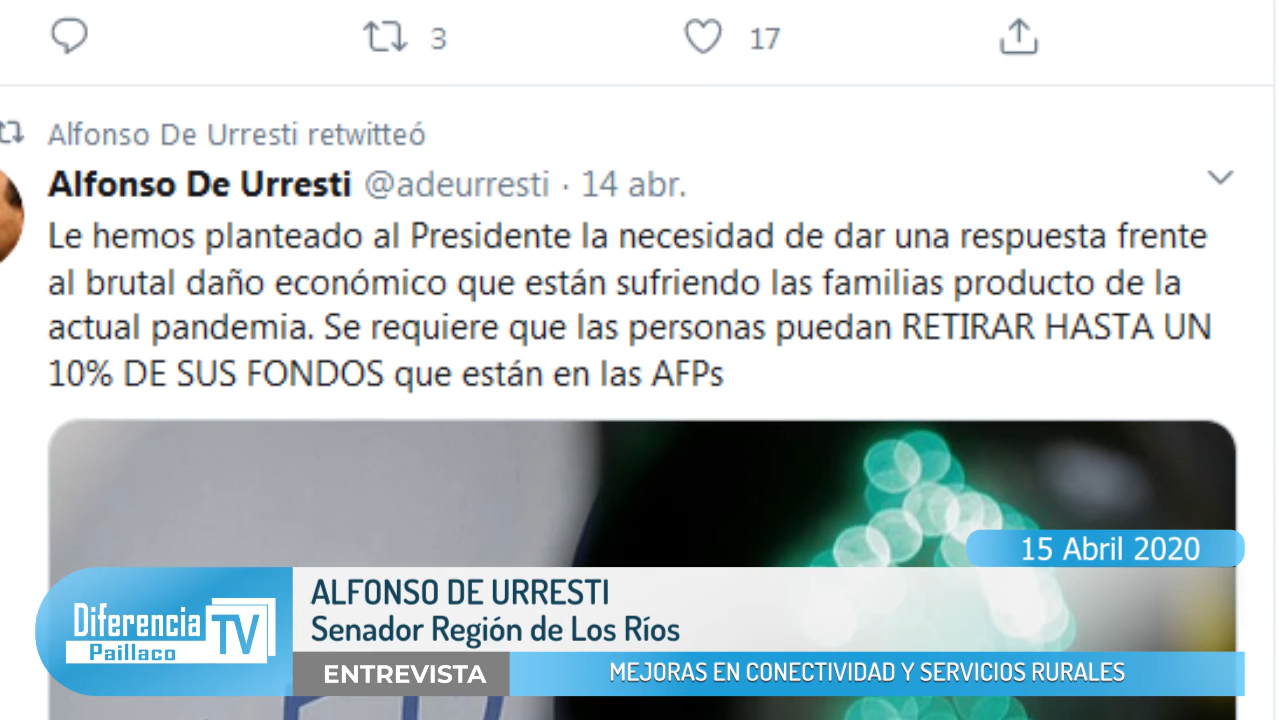 3
17
Alfonso De Urresti retwitteó
Alfonso De Urresti @adeurresti · 14 abr.
Le hemos planteado al Presidente la necesidad de dar una respuesta frente
al brutal daño económico que están sufriendo las familias producto de la
actual pandemia. Se requiere que las personas puedan RETIRAR HASTA UN
10% DE SUS FONDOS que están en las AFPs
15 Abril 2020
Diferencia TV
Paillaco
ALFONSO DE URRESTI
Senador Región de Los Ríos
ENTREVISTA
MEJORAS EN CONECTIVIDAD Y SERVICIOS RURALES